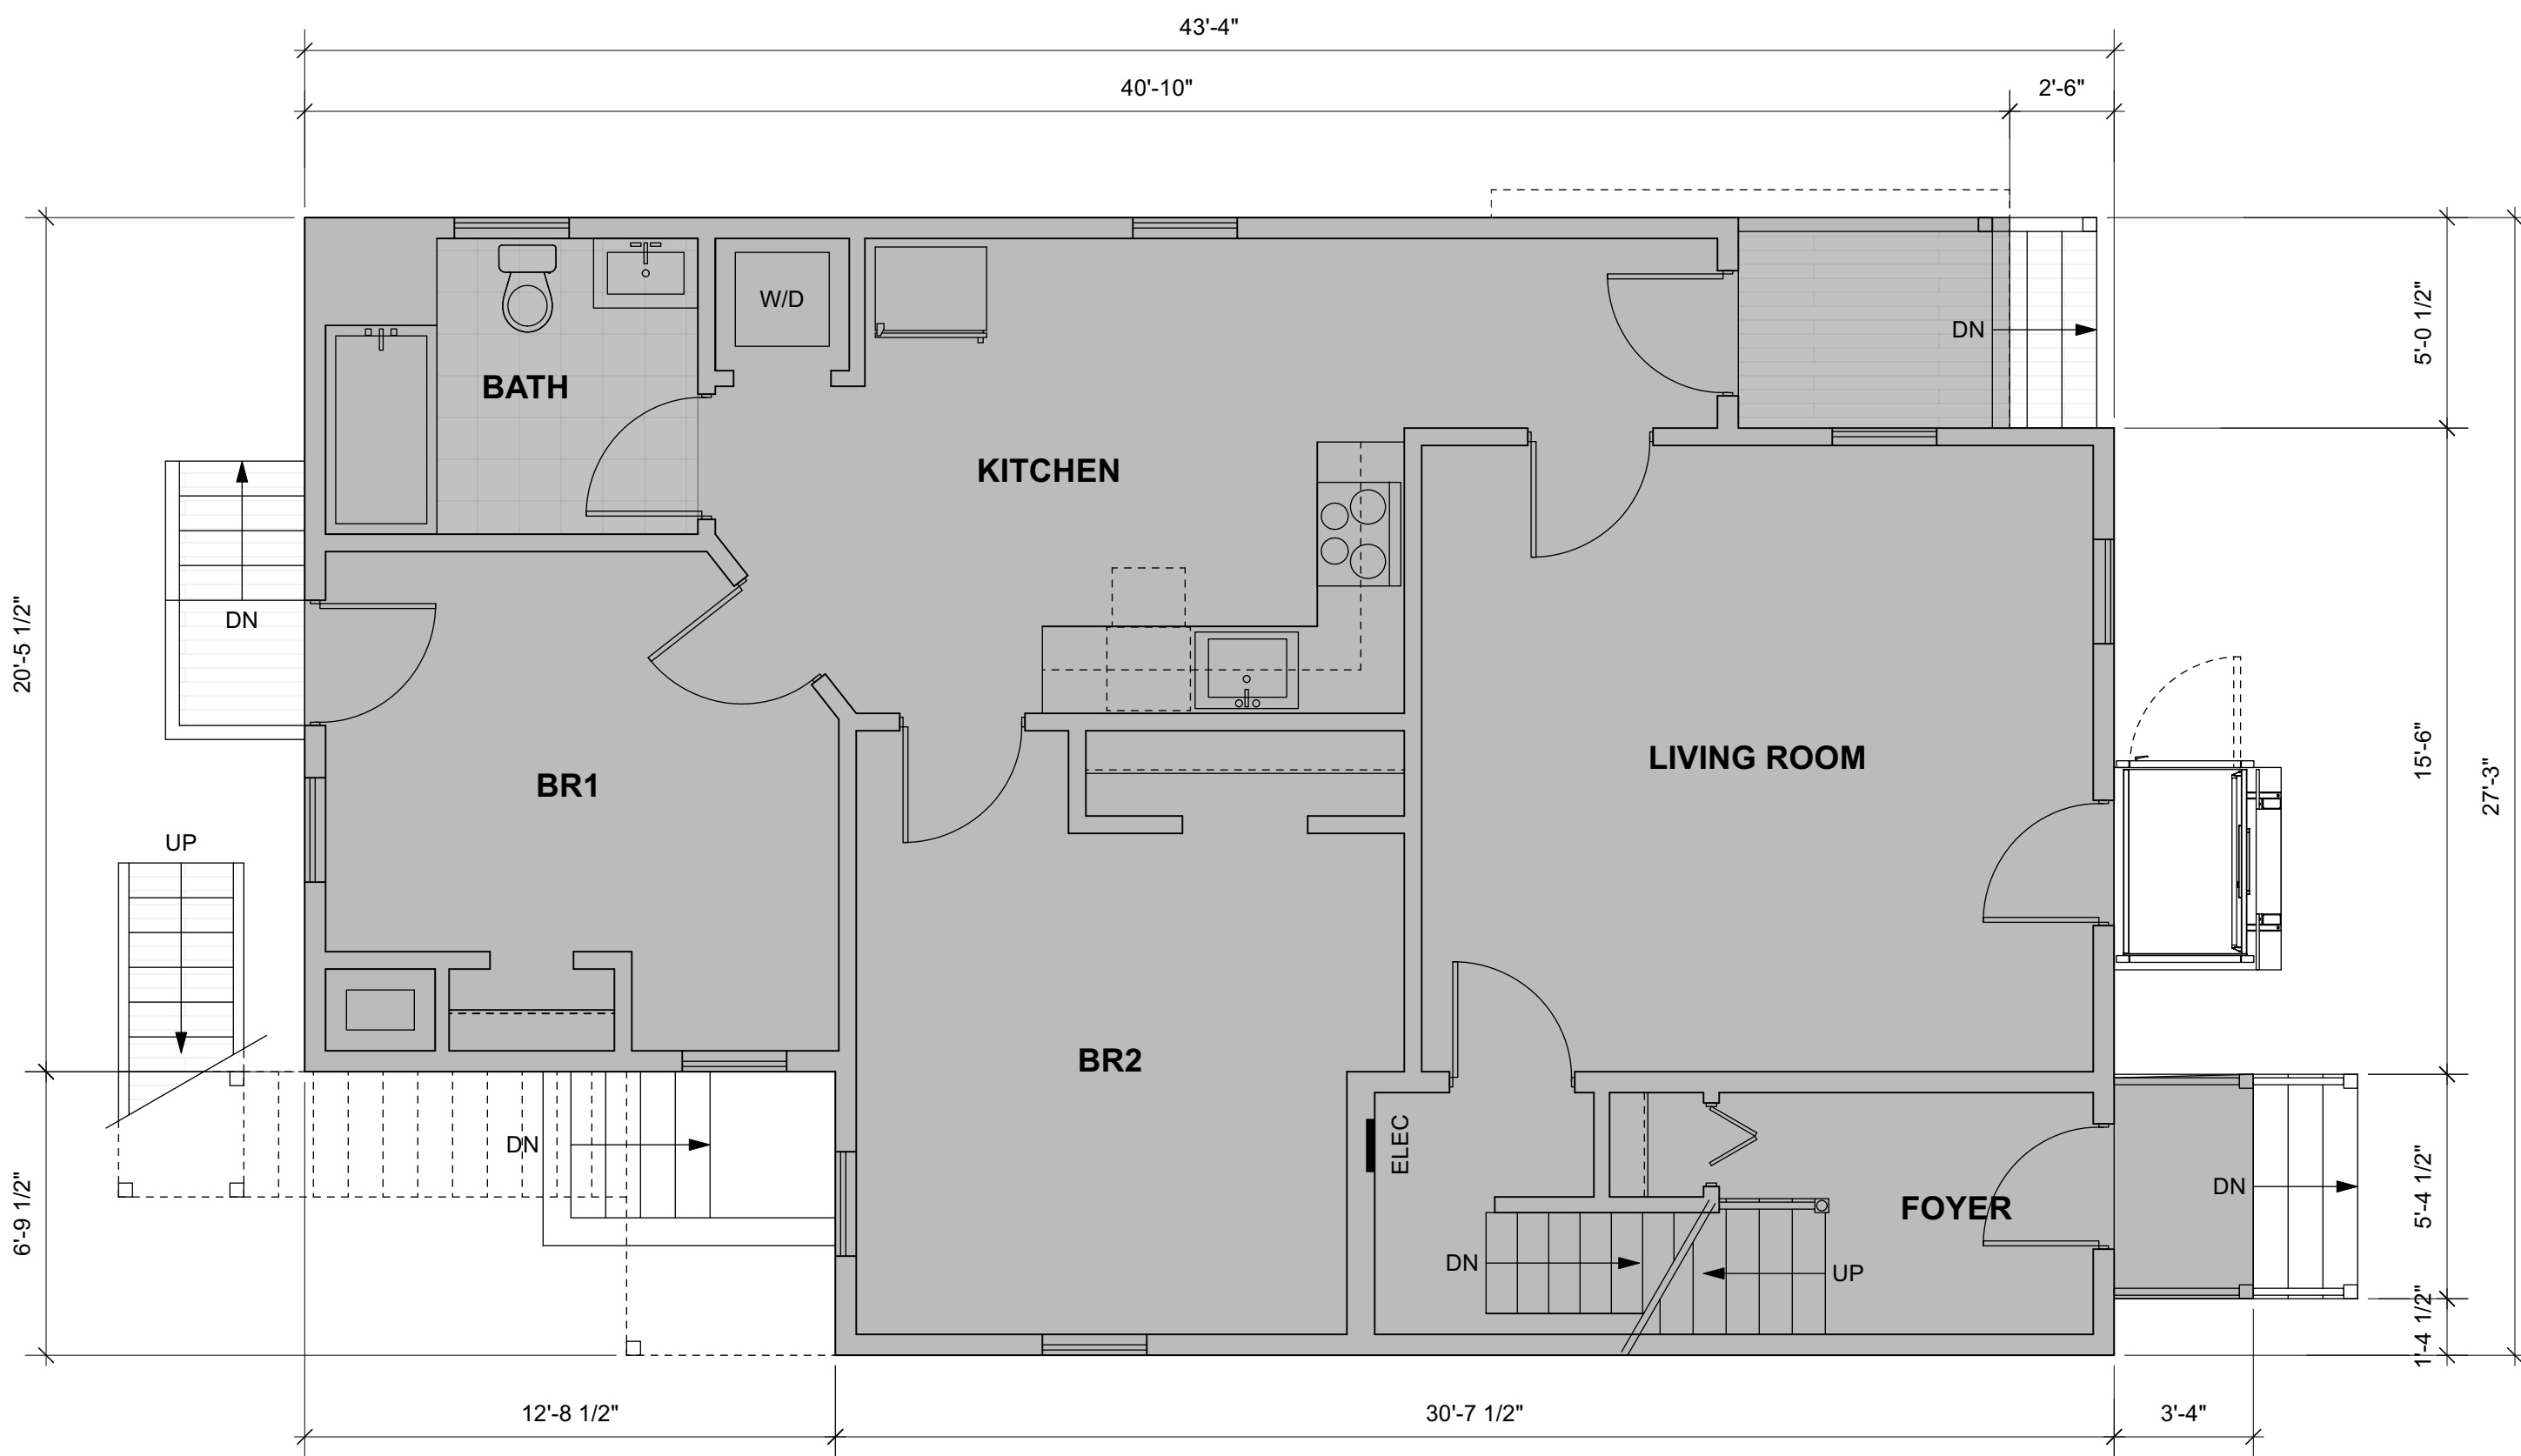 43'-4"
40'-10"
2'-6"
W/D
DN
5'-0 1/2"
BATH
KITCHEN
DN
20'-5 1/2"
LIVING ROOM
15'-6"
27'-3"
BR1
UP
BR2
DN
ELEC
DN
5'-4 1/2"
FOYER
6'-9 1/2"
DN
UP
1'-4 1/2"
12'-8 1/2"
30'-7 1/2"
3'-4"